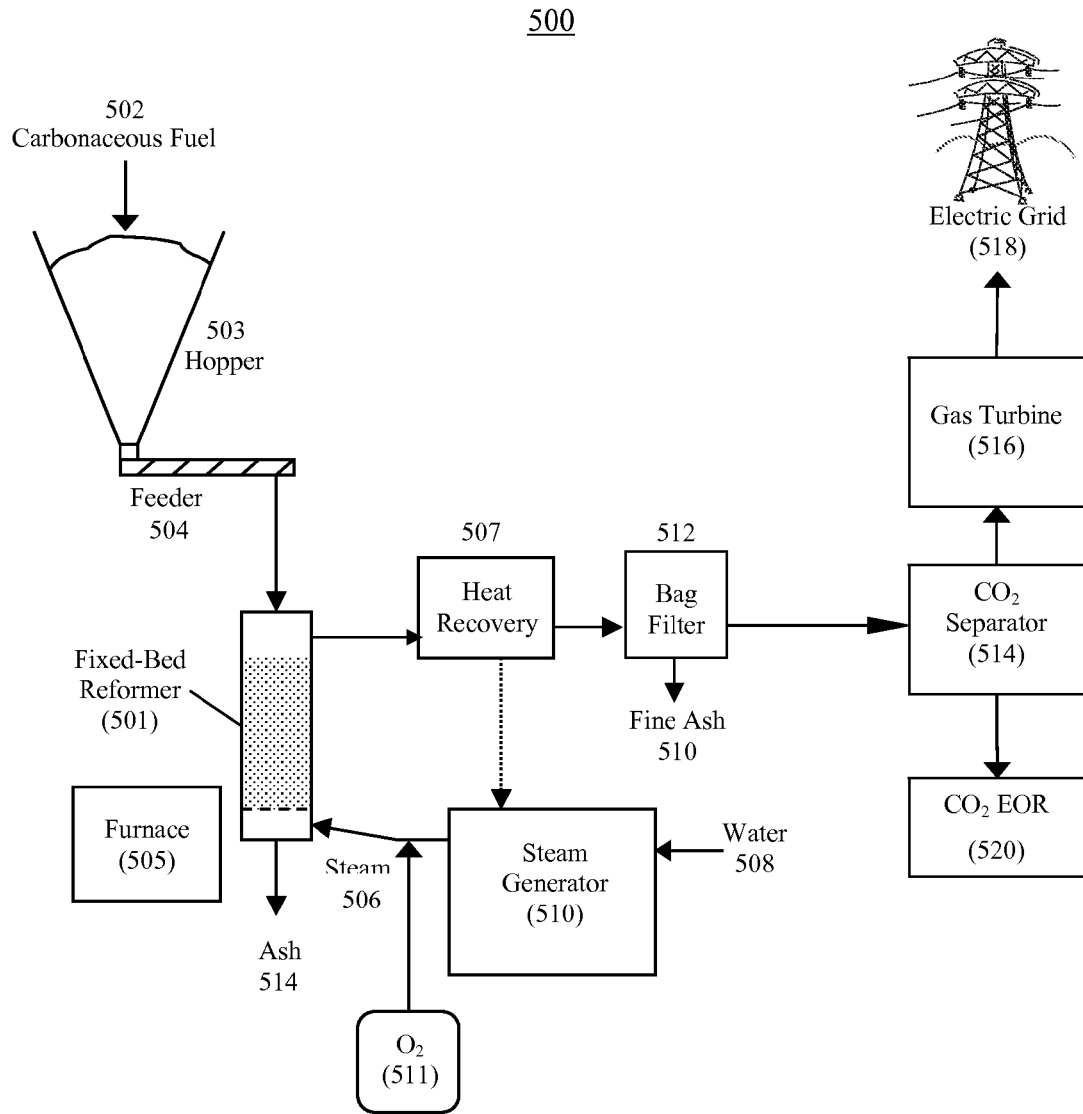 500
502
Carbonaceous Fuel
503
Hopper
Feeder
504
Electric Grid
(518)
Gas Turbine
(516)
507
Heat
Recovery
512
Bag
Filter
CO₂
Separator
(514)
Fixed-Bed
Reformer
(501)
Fine Ash
510
Furnace
(505)
Steam
506
Steam
Generator
(510)
Water
508
CO₂ EOR
(520)
Ash
514
O₂
(511)